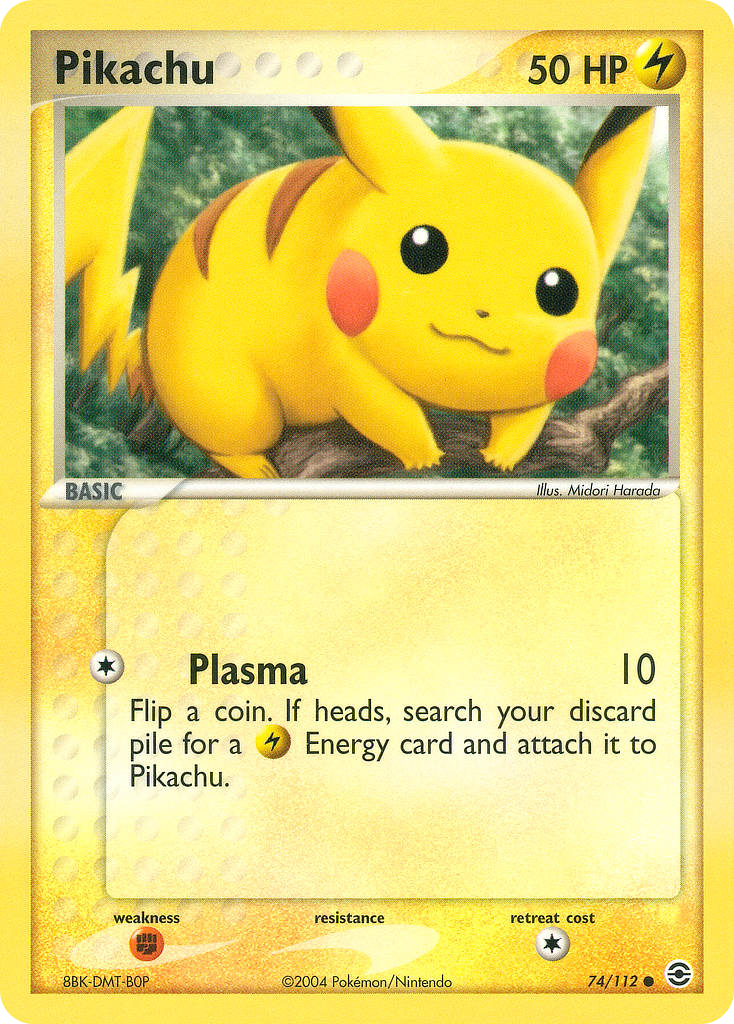 Pikachu 50 HP
BASIC Illus. Midori Harada
Plasma 10
Flip a coin. If heads, search your discard
pile for a Energy card and attach it to
Pikachu.
weakness resistance retreat cost
8BK-DMT-B0P ©2004 Pokémon/Nintendo 74/112